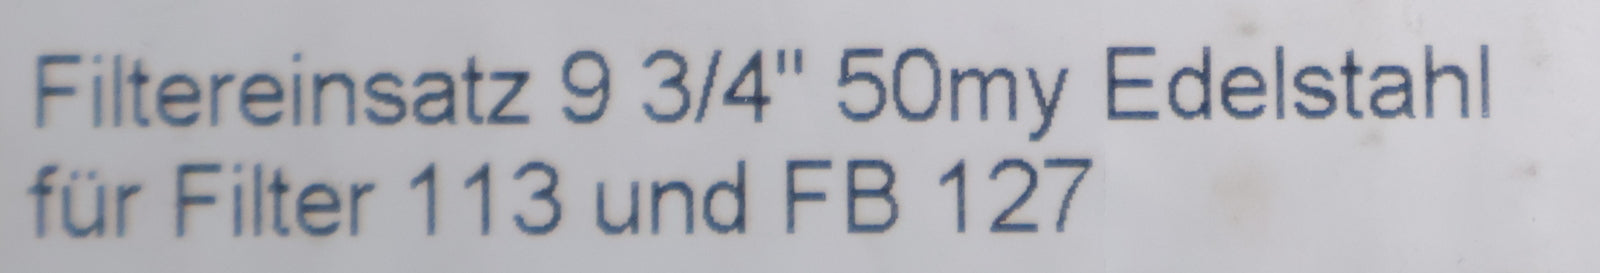 Filtereinsatz 9 3/4" 50my Edelstahl
für Filter 113 und FB 127